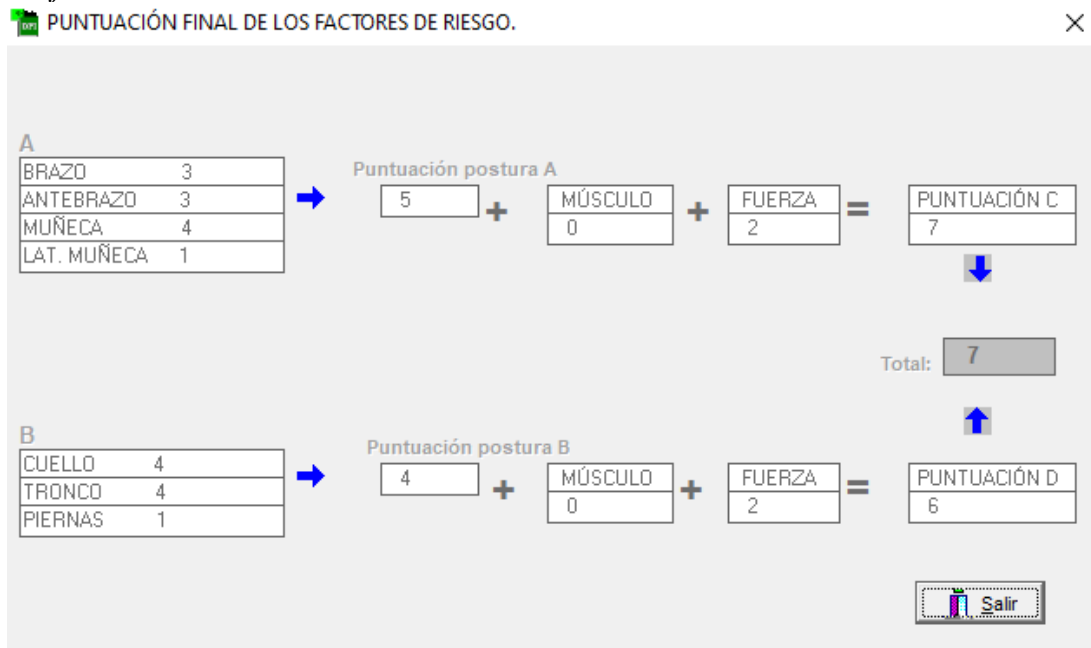 PUNTUACIÓN FINAL DE LOS FACTORES DE RIESGO.
A
BRAZO 3
ANTEBRAZO 3
MUÑECA 4
LAT. MUÑECA 1
Puntuación postura A
5 + MÚSCULO 0 + FUERZA 2 = PUNTUACIÓN C 7
Total: 7
B
CUELLO 4
TRONCO 4
PIERNAS 1
Puntuación postura B
4 + MÚSCULO 0 + FUERZA 2 = PUNTUACIÓN D 6
Salir